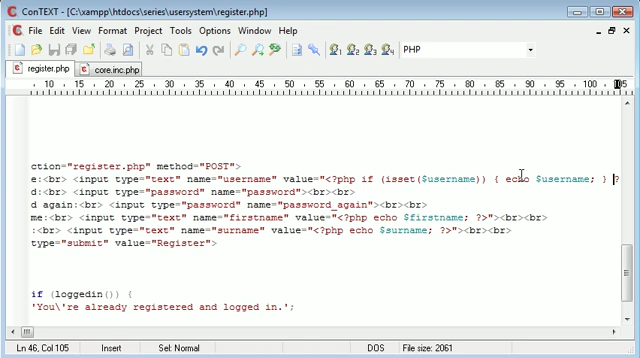 ConTEXT - [C:\xampp\htdocs\series\usersystem\register.php]
File Edit View Format Project Tools Options Window Help
1 2 3 4 PHP
register.php core.inc.php
10 15 20 25 30 35 40 45 50 55 60 65 70 75 80 85 90 95 100 105
ction="register.php" method="POST">
e:<br> <input type="text" name="username" value="<?php if (isset($username)) { echo $username; } ?
d:<br> <input type="password" name="password"><br><br>
d again:<br> <input type="password" name="password_again"><br><br>
me:<br> <input type="text" name="firstname" value="<?php echo $firstname; ?>"><br><br>
:<br> <input type="text" name="surname" value="<?php echo $surname; ?>"><br><br>
type="submit" value="Register">
if (loggedin()) {
'You\'re already registered and logged in.';
Ln 46, Col 105 Insert Sel: Normal DOS File size: 2061